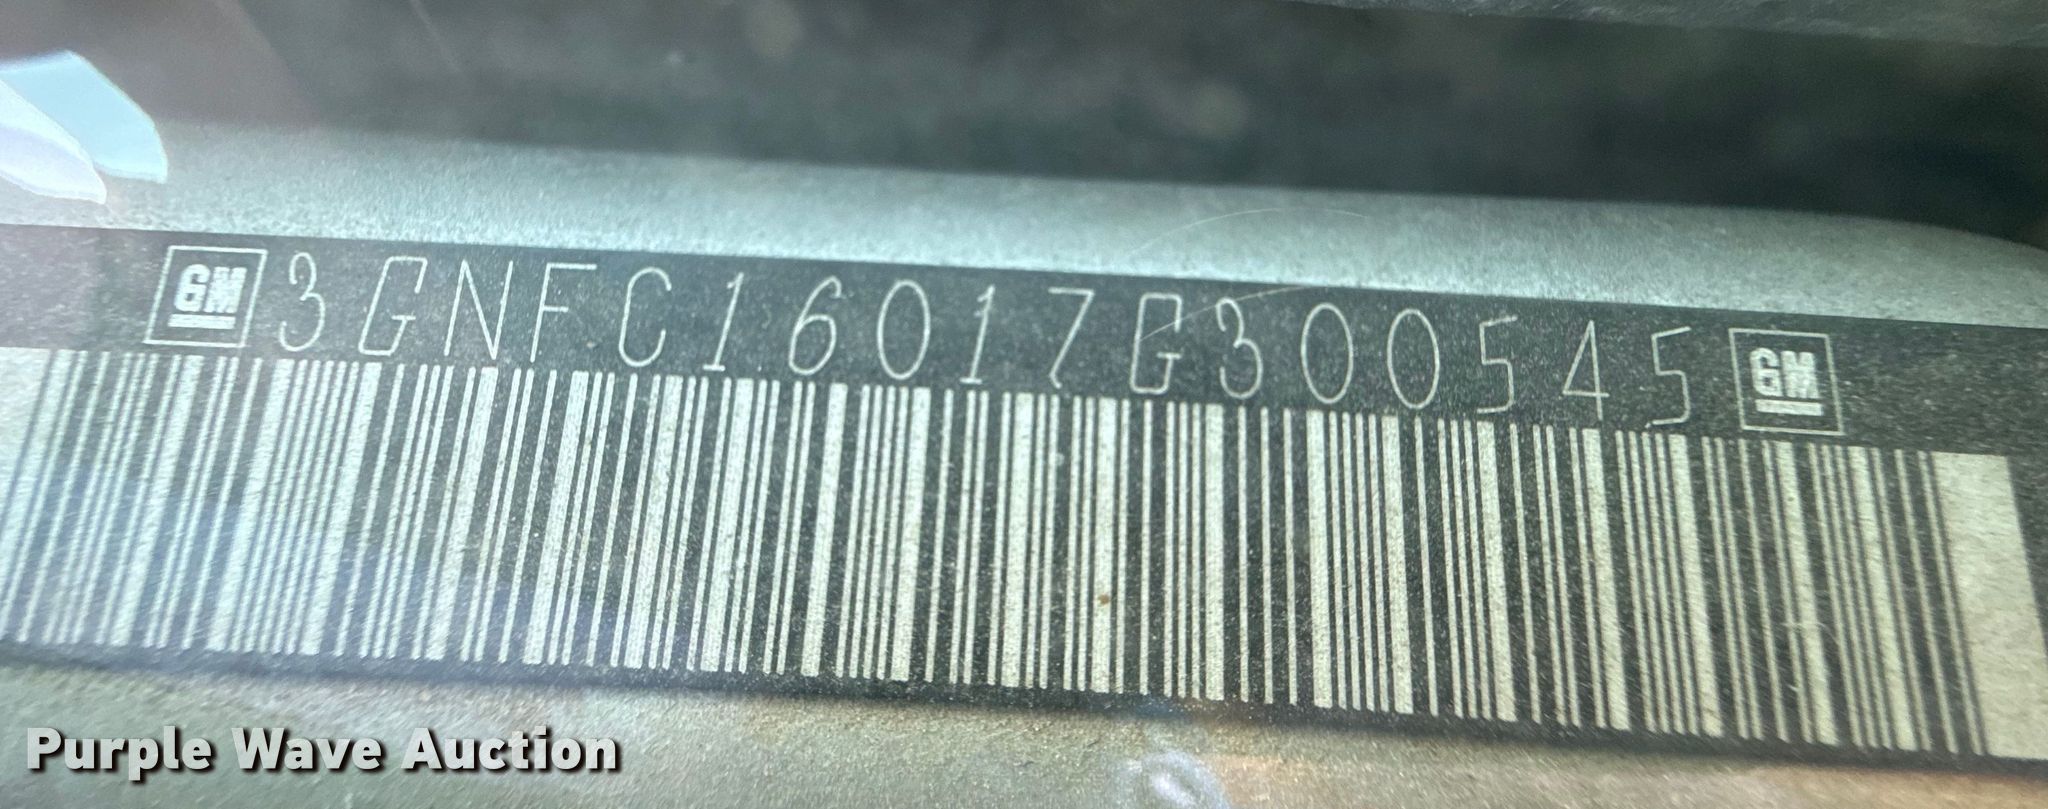 GM 3GNFC16017G300545 GM
Purple Wave Auction